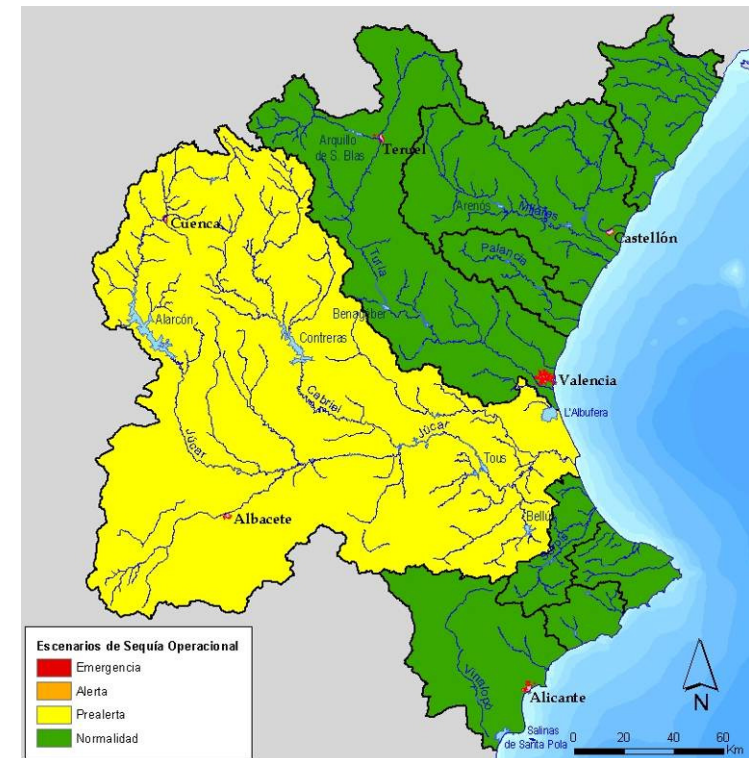 Arquillo
de S. Blas
Teruel
Arenós
Mijares
Castellón
Palancia
Cuenca
Turia
Alarcón
Contreras
Benagéber
Valencia
L'Albufera
Cabriel
Júcar
Júcar
Tous
Albacete
Bellús
Vinalopó
Alicante
Salinas
de Santa Pola
Escenarios de Sequía Operacional
Emergencia
Alerta
Prealerta
Normalidad
N
0 20 40 60
Km